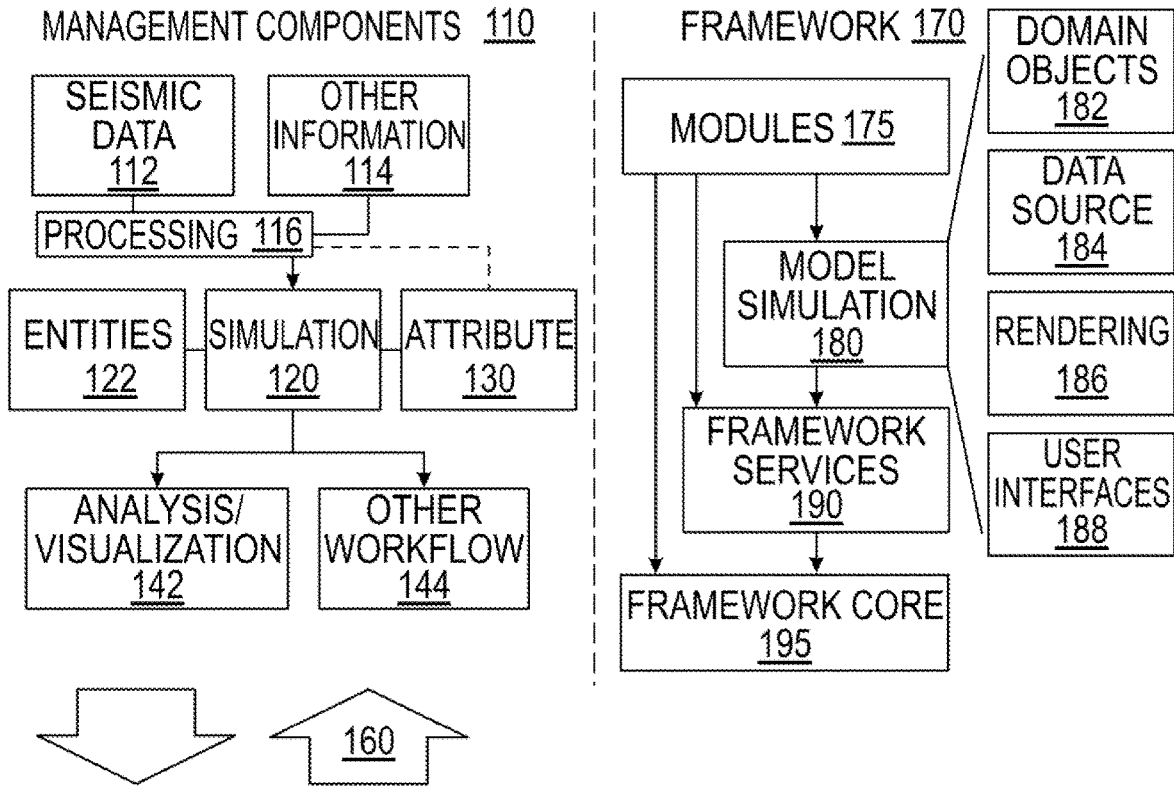 MANAGEMENT COMPONENTS 110
SEISMIC
DATA
112
OTHER
INFORMATION
114
PROCESSING 116
ENTITIES
122
SIMULATION
120
ATTRIBUTE
130
ANALYSIS/
VISUALIZATION
142
OTHER
WORKFLOW
144
160
FRAMEWORK 170
MODULES 175
MODEL
SIMULATION
180
FRAMEWORK
SERVICES
190
FRAMEWORK CORE
195
DOMAIN
OBJECTS
182
DATA
SOURCE
184
RENDERING
186
USER
INTERFACES
188